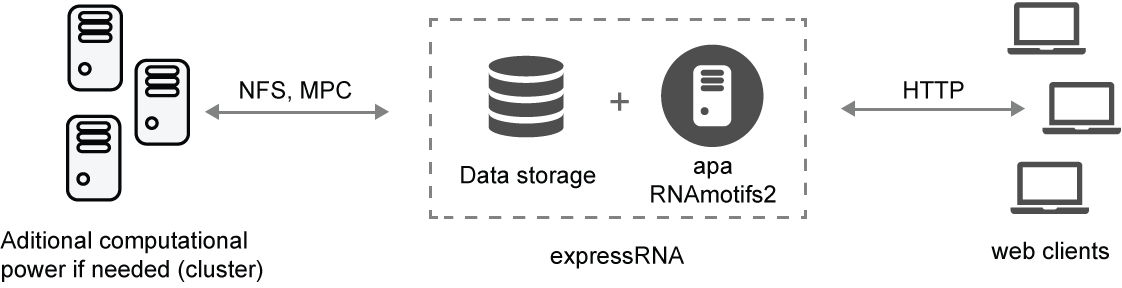 NFS, MPC
Aditional computational
power if needed (cluster)
Data storage
+
apa
RNAmotifs2
expressRNA
HTTP
web clients